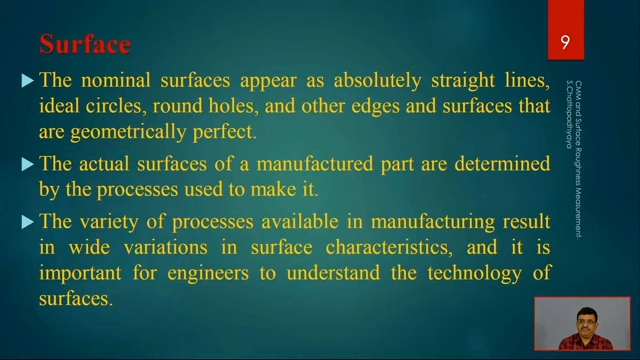 Surface
9
The nominal surfaces appear as absolutely straight lines,
ideal circles, round holes, and other edges and surfaces that
are geometrically perfect.
The actual surfaces of a manufactured part are determined
by the processes used to make it.
The variety of processes available in manufacturing result
in wide variations in surface characteristics, and it is
important for engineers to understand the technology of
surfaces.
CMM and Surface Roughness Measurement
S.Chattopadhyaya